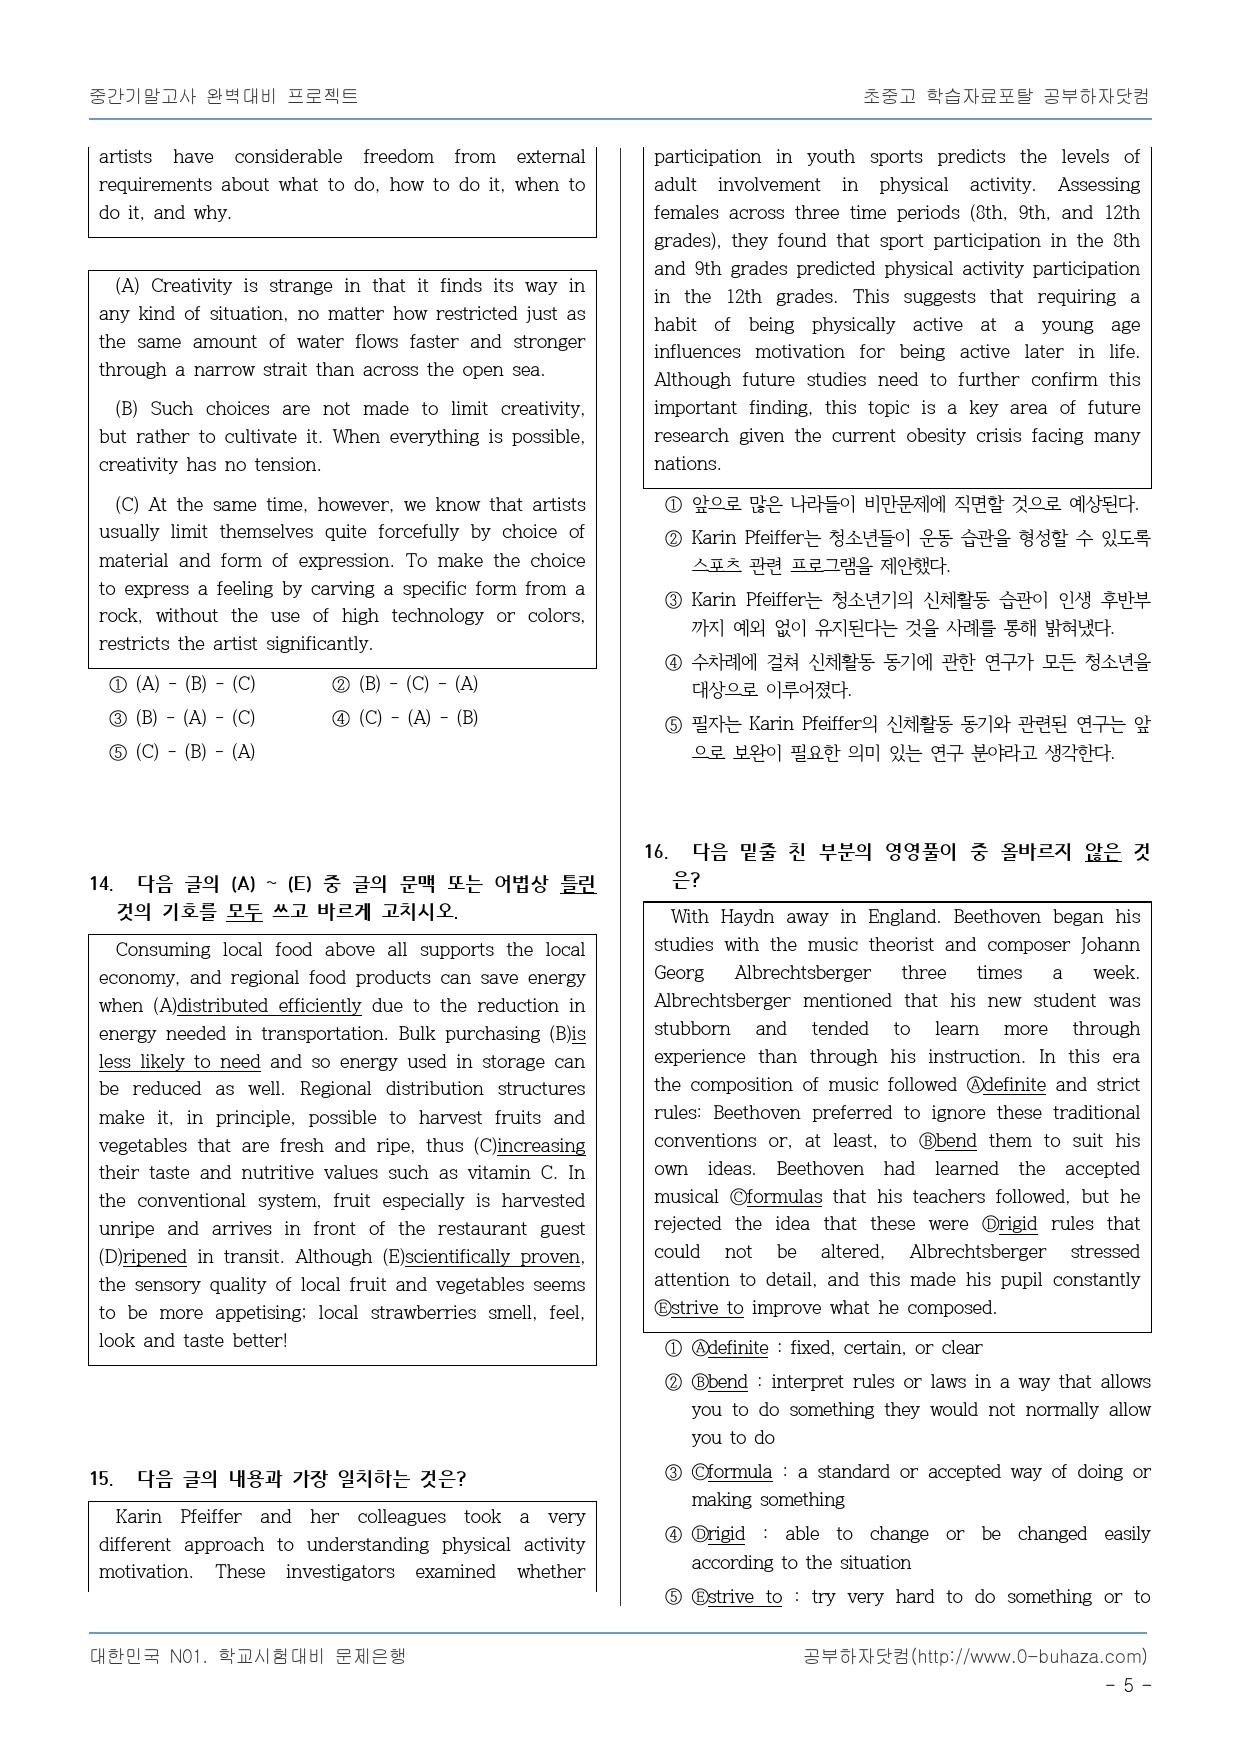 중간기말고사 완벽대비 프로젝트
초중고 학습자료포탈 공부하자닷컴
artists have considerable freedom from external
requirements about what to do, how to do it, when to
do it, and why.
(A) Creativity is strange in that it finds its way in
any kind of situation, no matter how restricted just as
the same amount of water flows faster and stronger
through a narrow strait than across the open sea.
(B) Such choices are not made to limit creativity,
but rather to cultivate it. When everything is possible,
creativity has no tension.
(C) At the same time, however, we know that artists
usually limit themselves quite forcefully by choice of
material and form of expression. To make the choice
to express a feeling by carving a specific form from a
rock, without the use of high technology or colors,
restricts the artist significantly.
① (A) - (B) - (C) ② (B) - (C) - (A)
③ (B) - (A) - (C) ④ (C) - (A) - (B)
⑤ (C) - (B) - (A)
14. 다음 글의 (A) ~ (E) 중 글의 문맥 또는 어법상 틀린
것의 기호를 모두 쓰고 바르게 고치시오.
Consuming local food above all supports the local
economy, and regional food products can save energy
when (A)distributed efficiently due to the reduction in
energy needed in transportation. Bulk purchasing (B)is
less likely to need and so energy used in storage can
be reduced as well. Regional distribution structures
make it, in principle, possible to harvest fruits and
vegetables that are fresh and ripe, thus (C)increasing
their taste and nutritive values such as vitamin C. In
the conventional system, fruit especially is harvested
unripe and arrives in front of the restaurant guest
(D)ripened in transit. Although (E)scientifically proven,
the sensory quality of local fruit and vegetables seems
to be more appetising; local strawberries smell, feel,
look and taste better!
15. 다음 글의 내용과 가장 일치하는 것은?
Karin Pfeiffer and her colleagues took a very
different approach to understanding physical activity
motivation. These investigators examined whether
participation in youth sports predicts the levels of
adult involvement in physical activity. Assessing
females across three time periods (8th, 9th, and 12th
grades), they found that sport participation in the 8th
and 9th grades predicted physical activity participation
in the 12th grades. This suggests that requiring a
habit of being physically active at a young age
influences motivation for being active later in life.
Although future studies need to further confirm this
important finding, this topic is a key area of future
research given the current obesity crisis facing many
nations.
① 앞으로 많은 나라들이 비만문제에 직면할 것으로 예상된다.
② Karin Pfeiffer는 청소년들이 운동 습관을 형성할 수 있도록
스포츠 관련 프로그램을 제안했다.
③ Karin Pfeiffer는 청소년기의 신체활동 습관이 인생 후반부
까지 예외 없이 유지된다는 것을 사례를 통해 밝혀냈다.
④ 수차례에 걸쳐 신체활동 동기에 관한 연구가 모든 청소년을
대상으로 이루어졌다.
⑤ 필자는 Karin Pfeiffer의 신체활동 동기와 관련된 연구는 앞
으로 보완이 필요한 의미 있는 연구 분야라고 생각한다.
16. 다음 밑줄 친 부분의 영영풀이 중 올바르지 않은 것
은?
With Haydn away in England. Beethoven began his
studies with the music theorist and composer Johann
Georg Albrechtsberger three times a week.
Albrechtsberger mentioned that his new student was
stubborn and tended to learn more through
experience than through his instruction. In this era
the composition of music followed Ⓐdefinite and strict
rules: Beethoven preferred to ignore these traditional
conventions or, at least, to Ⓑbend them to suit his
own ideas. Beethoven had learned the accepted
musical Ⓒformulas that his teachers followed, but he
rejected the idea that these were Ⓓrigid rules that
could not be altered, Albrechtsberger stressed
attention to detail, and this made his pupil constantly
Ⓔstrive to improve what he composed.
① Ⓐdefinite : fixed, certain, or clear
② Ⓑbend : interpret rules or laws in a way that allows
you to do something they would not normally allow
you to do
③ Ⓒformula : a standard or accepted way of doing or
making something
④ Ⓓrigid : able to change or be changed easily
according to the situation
⑤ Ⓔstrive to : try very hard to do something or to
대한민국 N01. 학교시험대비 문제은행
공부하자닷컴(http://www.0-buhaza.com)
- 5 -